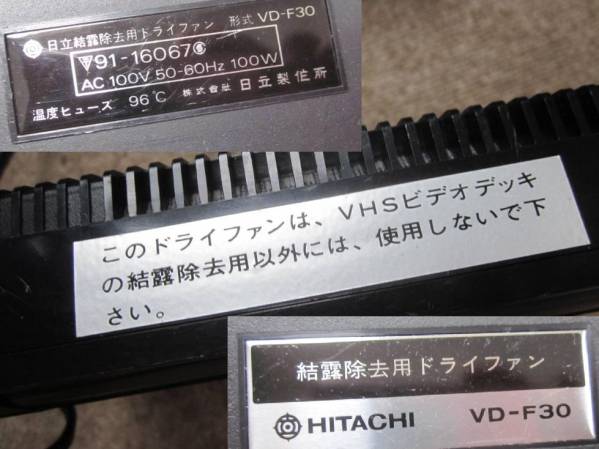 日立結露除去用ドライファン 形式 VD-F30
91-16067
AC 100V 50-60Hz 100W
温度ヒューズ 96℃ 株式会社 日立製作所
このドライファンは、VHSビデオデッキ
の結露除去用以外には、使用しないで下
さい。
結露除去用ドライファン
HITACHI VD-F30